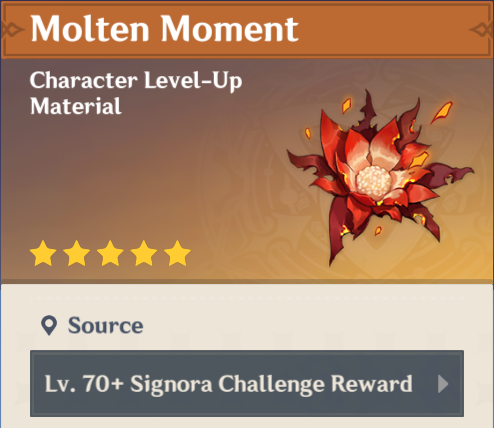 Molten Moment
Character Level-Up
Material
Source
Lv. 70+ Signora Challenge Reward